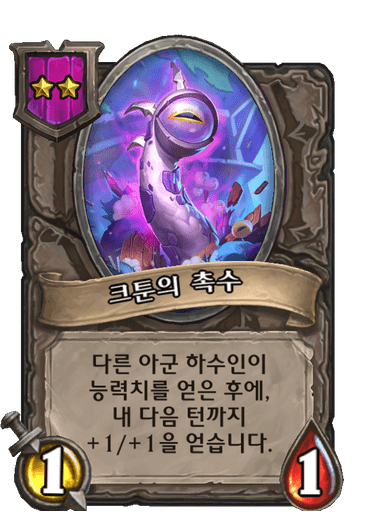 크툰의 촉수
다른 아군 하수인이
능력치를 얻은 후에,
내 다음 턴까지
+1/+1을 얻습니다.
1
1